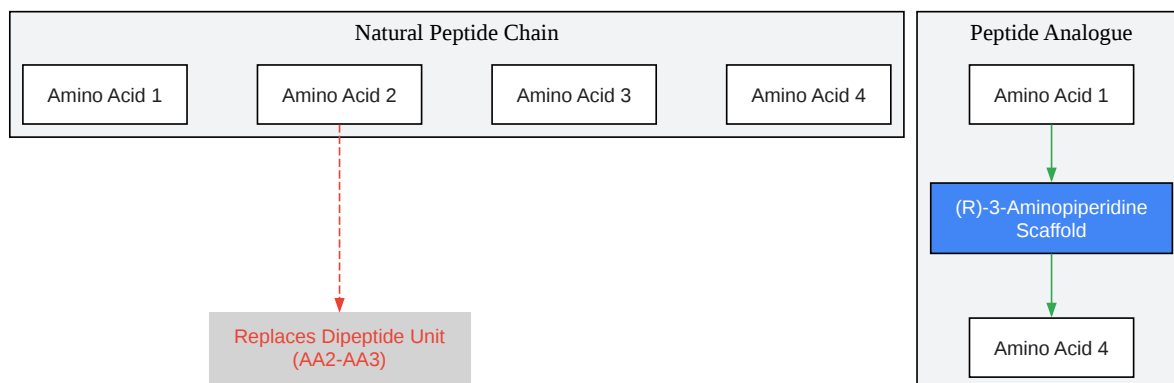 Natural Peptide Chain
Amino Acid 1
Amino Acid 2
Amino Acid 3
Amino Acid 4
Replaces Dipeptide Unit
(AA2-AA3)
Peptide Analogue
Amino Acid 1
(R)-3-Aminopiperidine
Scaffold
Amino Acid 4